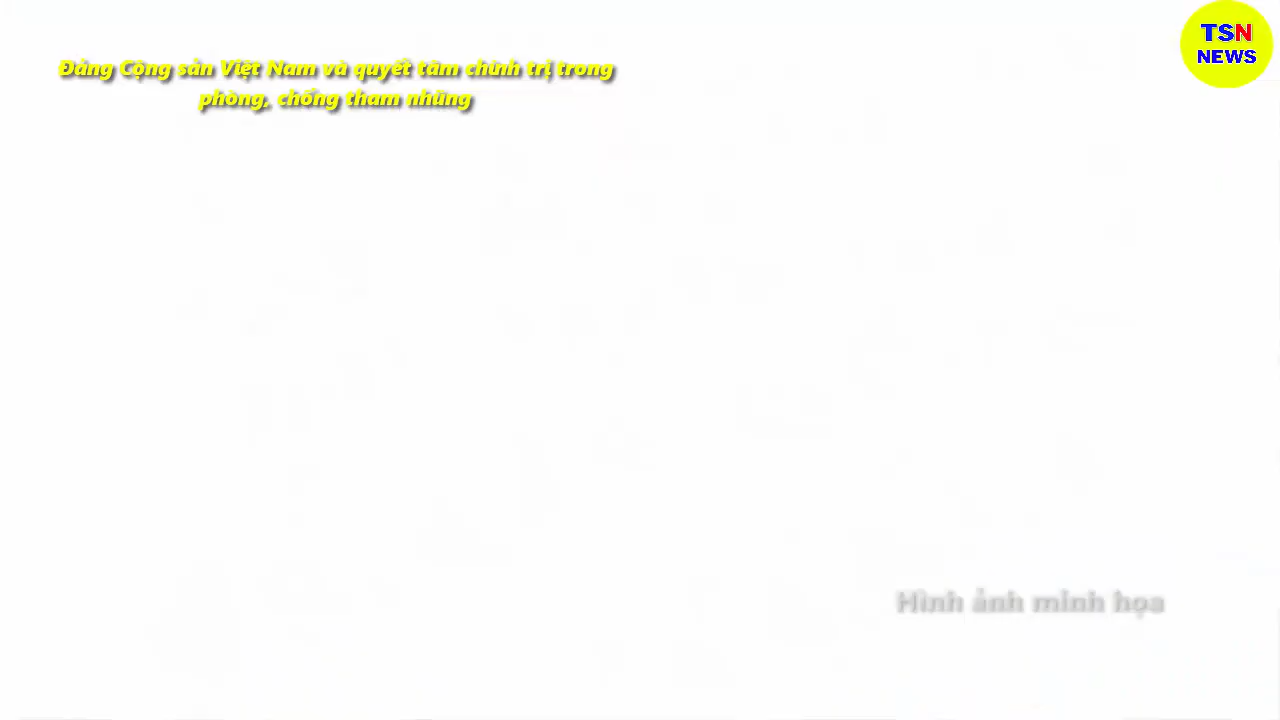 Đảng Cộng sản Việt Nam và quyết tâm chính trị trong
phòng, chống tham nhũng
TSN
NEWS
Hình ảnh minh họa